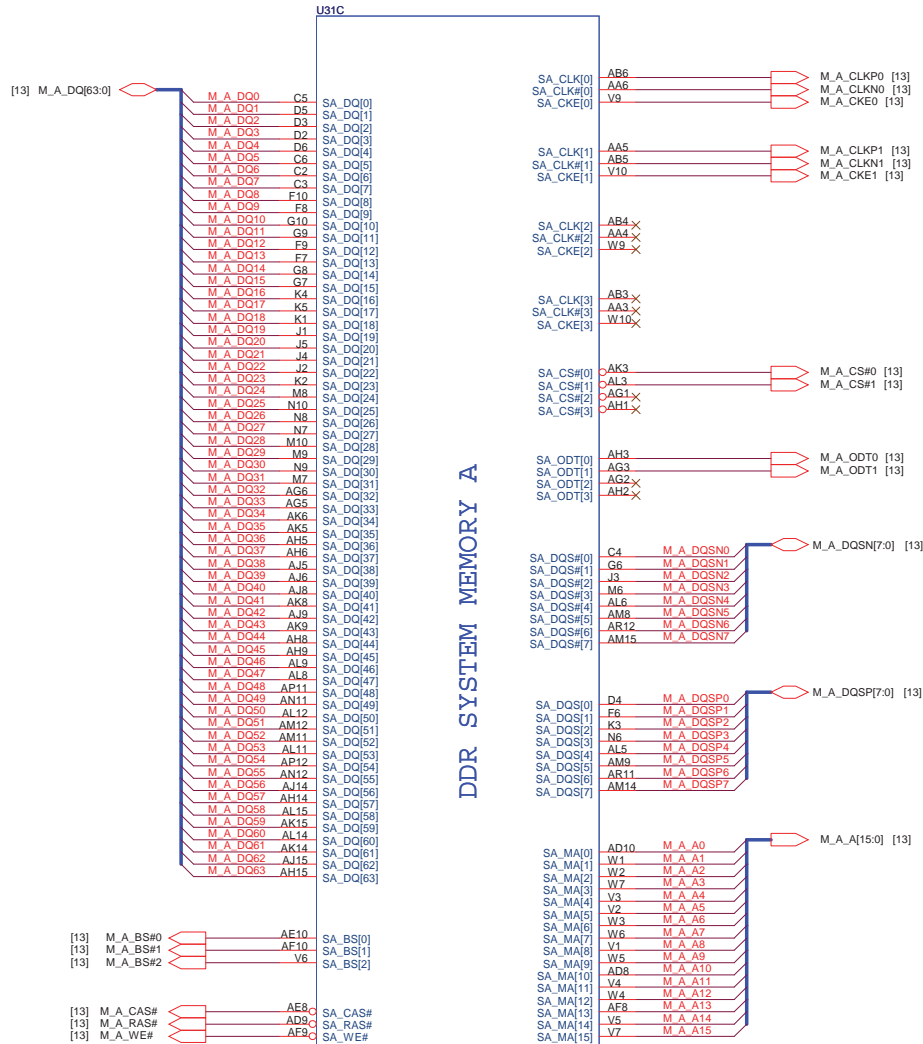 U31C
[13] M_A_DQ[63:0]
M_A_DQ0 C5 SA_DQ[0]
M_A_DQ1 D5 SA_DQ[1]
M_A_DQ2 D3 SA_DQ[2]
M_A_DQ3 D2 SA_DQ[3]
M_A_DQ4 D6 SA_DQ[4]
M_A_DQ5 C6 SA_DQ[5]
M_A_DQ6 C2 SA_DQ[6]
M_A_DQ7 C3 SA_DQ[7]
M_A_DQ8 F10 SA_DQ[8]
M_A_DQ9 F8 SA_DQ[9]
M_A_DQ10 G10 SA_DQ[10]
M_A_DQ11 G9 SA_DQ[11]
M_A_DQ12 F9 SA_DQ[12]
M_A_DQ13 F7 SA_DQ[13]
M_A_DQ14 G8 SA_DQ[14]
M_A_DQ15 G7 SA_DQ[15]
M_A_DQ16 K4 SA_DQ[16]
M_A_DQ17 K5 SA_DQ[17]
M_A_DQ18 K1 SA_DQ[18]
M_A_DQ19 J1 SA_DQ[19]
M_A_DQ20 J5 SA_DQ[20]
M_A_DQ21 J4 SA_DQ[21]
M_A_DQ22 J2 SA_DQ[22]
M_A_DQ23 K2 SA_DQ[23]
M_A_DQ24 M8 SA_DQ[24]
M_A_DQ25 N10 SA_DQ[25]
M_A_DQ26 N8 SA_DQ[26]
M_A_DQ27 N7 SA_DQ[27]
M_A_DQ28 M10 SA_DQ[28]
M_A_DQ29 M9 SA_DQ[29]
M_A_DQ30 N9 SA_DQ[30]
M_A_DQ31 M7 SA_DQ[31]
M_A_DQ32 AG6 SA_DQ[32]
M_A_DQ33 AG5 SA_DQ[33]
M_A_DQ34 AK6 SA_DQ[34]
M_A_DQ35 AK5 SA_DQ[35]
M_A_DQ36 AH5 SA_DQ[36]
M_A_DQ37 AH6 SA_DQ[37]
M_A_DQ38 AJ5 SA_DQ[38]
M_A_DQ39 AJ6 SA_DQ[39]
M_A_DQ40 AJ8 SA_DQ[40]
M_A_DQ41 AK8 SA_DQ[41]
M_A_DQ42 AJ9 SA_DQ[42]
M_A_DQ43 AK9 SA_DQ[43]
M_A_DQ44 AH8 SA_DQ[44]
M_A_DQ45 AH9 SA_DQ[45]
M_A_DQ46 AL9 SA_DQ[46]
M_A_DQ47 AL8 SA_DQ[47]
M_A_DQ48 AP11 SA_DQ[48]
M_A_DQ49 AN11 SA_DQ[49]
M_A_DQ50 AL12 SA_DQ[50]
M_A_DQ51 AM12 SA_DQ[51]
M_A_DQ52 AM11 SA_DQ[52]
M_A_DQ53 AL11 SA_DQ[53]
M_A_DQ54 AP12 SA_DQ[54]
M_A_DQ55 AN12 SA_DQ[55]
M_A_DQ56 AJ14 SA_DQ[56]
M_A_DQ57 AH14 SA_DQ[57]
M_A_DQ58 AL15 SA_DQ[58]
M_A_DQ59 AK15 SA_DQ[59]
M_A_DQ60 AL14 SA_DQ[60]
M_A_DQ61 AK14 SA_DQ[61]
M_A_DQ62 AJ15 SA_DQ[62]
M_A_DQ63 AH15 SA_DQ[63]
[13] M_A_BS#0 AE10 SA_BS[0]
[13] M_A_BS#1 AF10 SA_BS[1]
[13] M_A_BS#2 V6 SA_BS[2]
[13] M_A_CAS# AE8 SA_CAS#
[13] M_A_RAS# AD9 SA_RAS#
[13] M_A_WE# AF9 SA_WE#
DDR SYSTEM MEMORY A
SA_CLK[0] AB6 M_A_CLKP0 [13]
SA_CLK#[0] AA6 M_A_CLKN0 [13]
SA_CKE[0] V9 M_A_CKE0 [13]
SA_CLK[1] AA5 M_A_CLKP1 [13]
SA_CLK#[1] AB5 M_A_CLKN1 [13]
SA_CKE[1] V10 M_A_CKE1 [13]
SA_CLK[2] AB4
SA_CLK#[2] AA4
SA_CKE[2] W9
SA_CLK[3] AB3
SA_CLK#[3] AA3
SA_CKE[3] W10
SA_CS#[0] AK3 M_A_CS#0 [13]
SA_CS#[1] AL3 M_A_CS#1 [13]
SA_CS#[2] AG1
SA_CS#[3] AH1
SA_ODT[0] AH3 M_A_ODT0 [13]
SA_ODT[1] AG3 M_A_ODT1 [13]
SA_ODT[2] AG2
SA_ODT[3] AH2
M_A_DQSN[7:0] [13]
SA_DQS#[0] C4 M_A_DQSN0
SA_DQS#[1] G6 M_A_DQSN1
SA_DQS#[2] J3 M_A_DQSN2
SA_DQS#[3] M6 M_A_DQSN3
SA_DQS#[4] AL6 M_A_DQSN4
SA_DQS#[5] AM8 M_A_DQSN5
SA_DQS#[6] AR12 M_A_DQSN6
SA_DQS#[7] AM15 M_A_DQSN7
M_A_DQSP[7:0] [13]
SA_DQS[0] D4 M_A_DQSP0
SA_DQS[1] F6 M_A_DQSP1
SA_DQS[2] K3 M_A_DQSP2
SA_DQS[3] N6 M_A_DQSP3
SA_DQS[4] AL5 M_A_DQSP4
SA_DQS[5] AM9 M_A_DQSP5
SA_DQS[6] AR11 M_A_DQSP6
SA_DQS[7] AM14 M_A_DQSP7
M_A_A[15:0] [13]
SA_MA[0] AD10 M_A_A0
SA_MA[1] W1 M_A_A1
SA_MA[2] W2 M_A_A2
SA_MA[3] W7 M_A_A3
SA_MA[4] V3 M_A_A4
SA_MA[5] V2 M_A_A5
SA_MA[6] W3 M_A_A6
SA_MA[7] W6 M_A_A7
SA_MA[8] V1 M_A_A8
SA_MA[9] W5 M_A_A9
SA_MA[10] AD8 M_A_A10
SA_MA[11] V4 M_A_A11
SA_MA[12] W4 M_A_A12
SA_MA[13] AF8 M_A_A13
SA_MA[14] V5 M_A_A14
SA_MA[15] V7 M_A_A15